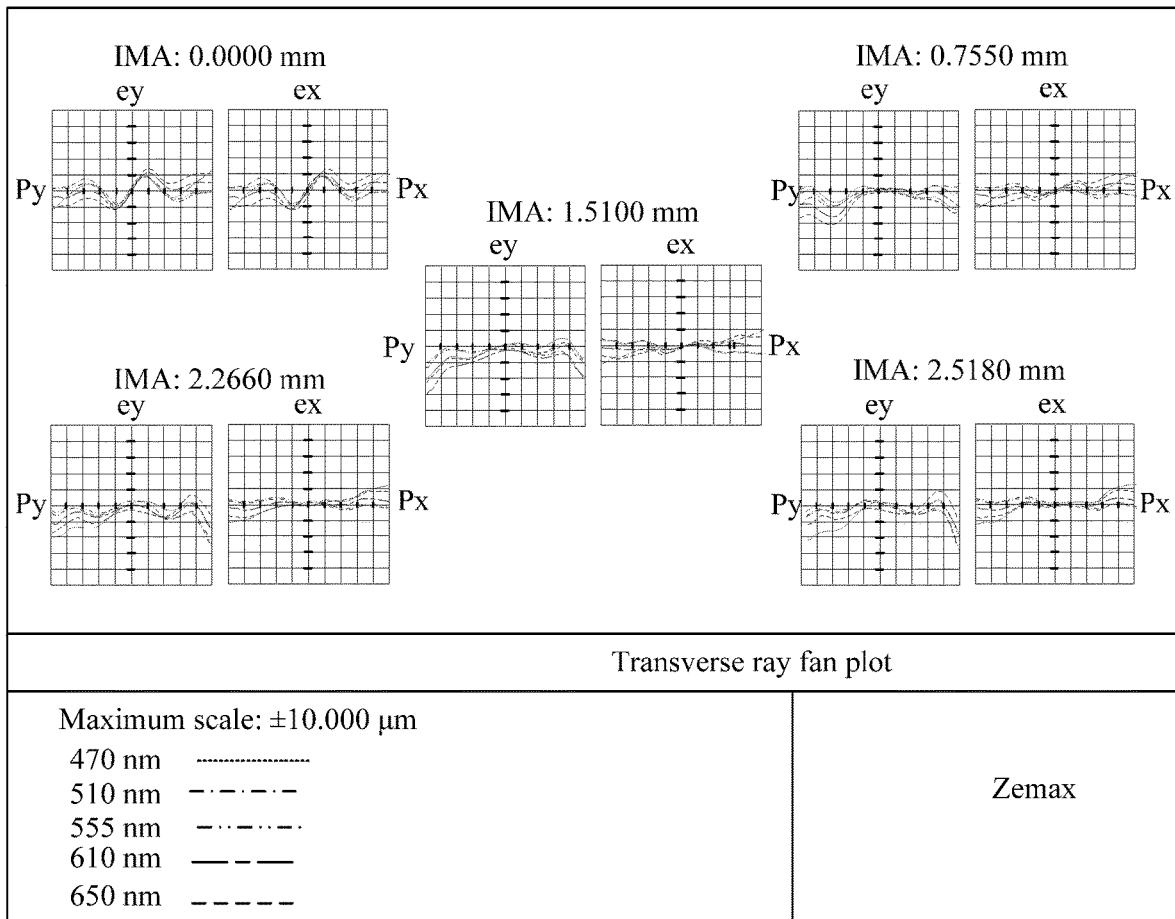 IMA: 0.0000 mm
ey ex
Py Px
IMA: 0.7550 mm
ey ex
Py Px
IMA: 1.5100 mm
ey ex
Py Px
IMA: 2.2660 mm
ey ex
Py Px
IMA: 2.5180 mm
ey ex
Py Px
Transverse ray fan plot
Maximum scale: ±10.000 μm
470 nm
510 nm
555 nm
610 nm
650 nm
Zemax